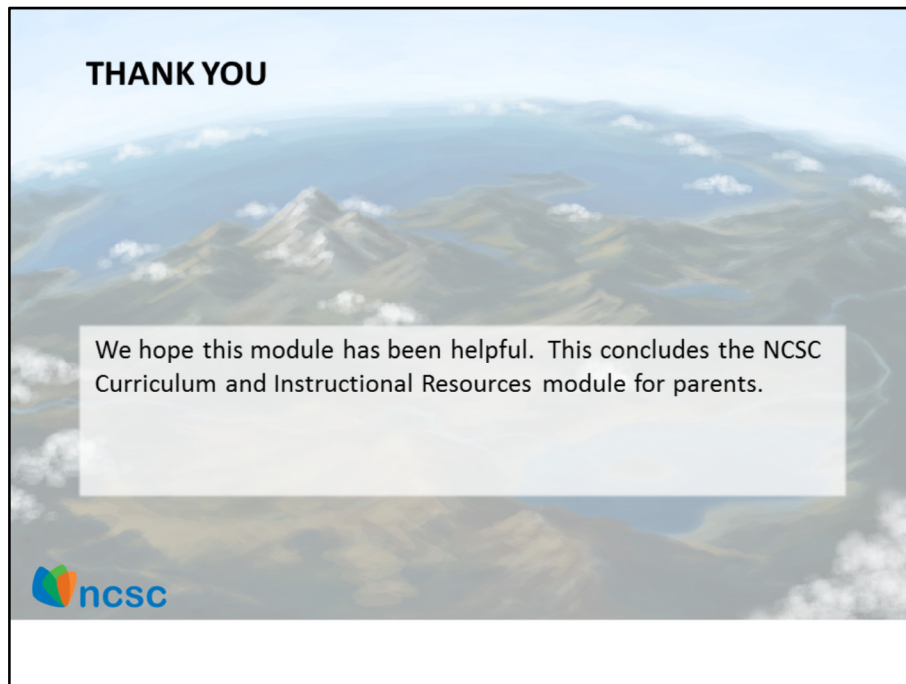 THANK YOU
We hope this module has been helpful. This concludes the NCSC
Curriculum and Instructional Resources module for parents.
ncsc